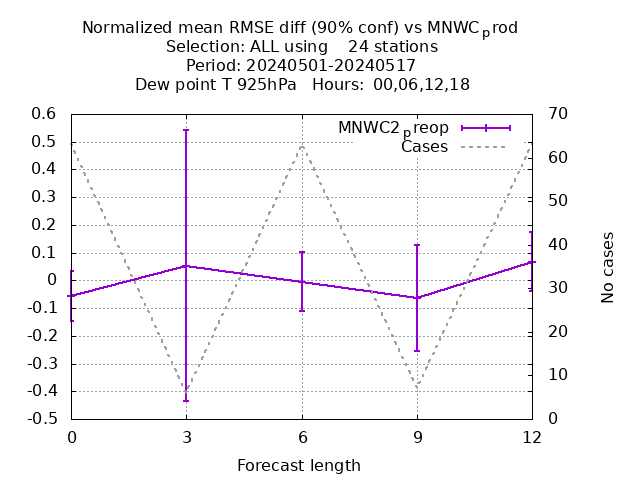 Normalized mean RMSE diff (90% conf) vs MNWCprod
Selection: ALL using    24 stations
Period: 20240501-20240517
Dew point T 925hPa   Hours:  00,06,12,18
MNWC2preop
Cases
0.6
0.5
0.4
0.3
0.2
0.1
0
-0.1
-0.2
-0.3
-0.4
-0.5
70
60
50
40
30
20
10
0
No cases
0 3 6 9 12
Forecast length